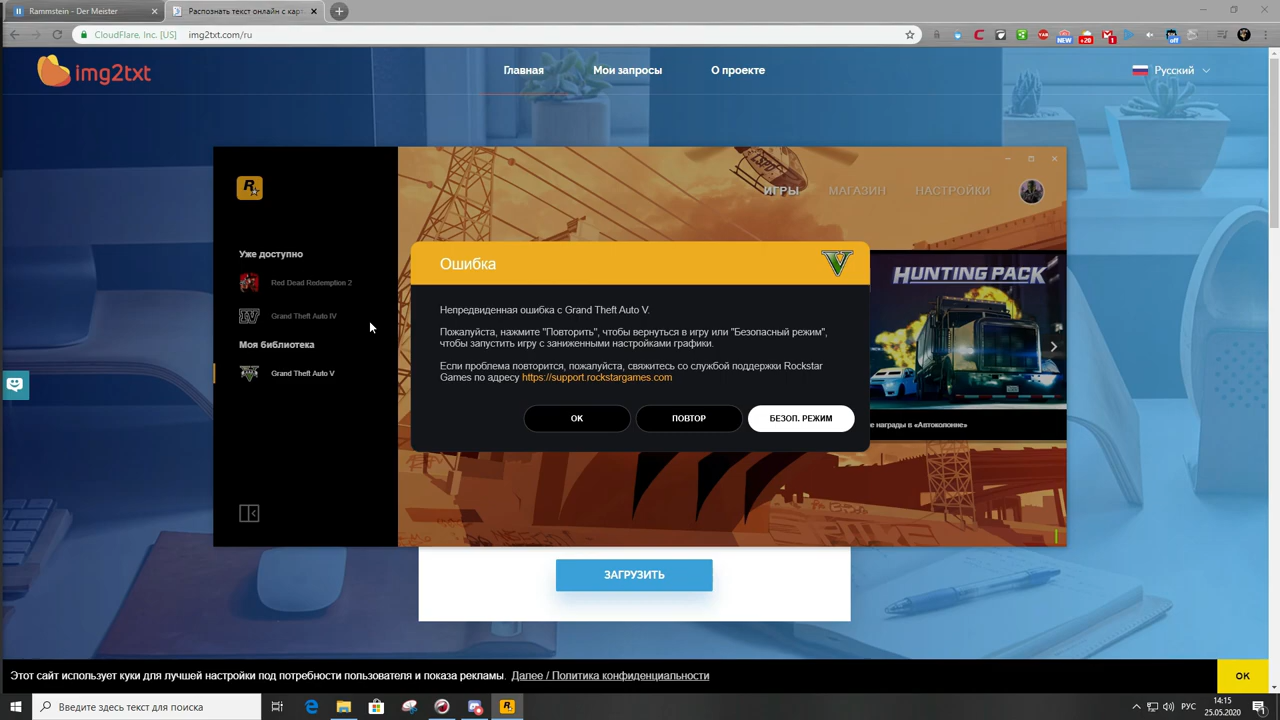 Rammstein - Der Meister
Распознать текст онлайн с кар
CloudFlare, Inc. [US]
img2txt.com/ru
img2txt
Главная
Мои запросы
О проекте
Русский
ИГРЫ
МАГАЗИН
НАСТРОЙКИ
Уже доступно
Red Dead Redemption 2
Grand Theft Auto IV
Моя библиотека
Grand Theft Auto V
Ошибка
Непредвиденная ошибка с Grand Theft Auto V.
Пожалуйста, нажмите "Повторить", чтобы вернуться в игру или "Безопасный режим",
чтобы запустить игру с заниженными настройками графики.
Если проблема повторится, пожалуйста, свяжитесь со службой поддержки Rockstar
Games по адресу https://support.rockstargames.com
ОК
ПОВТОР
БЕЗОП. РЕЖИМ
HUNTING PACK
е награды в «Автоколонне»
ЗАГРУЗИТЬ
Этот сайт использует куки для лучшей настройки под потребности пользователя и показа рекламы. Далее / Политика конфиденциальности
OK
Введите здесь текст для поиска
РУС
14:15
25.05.2020